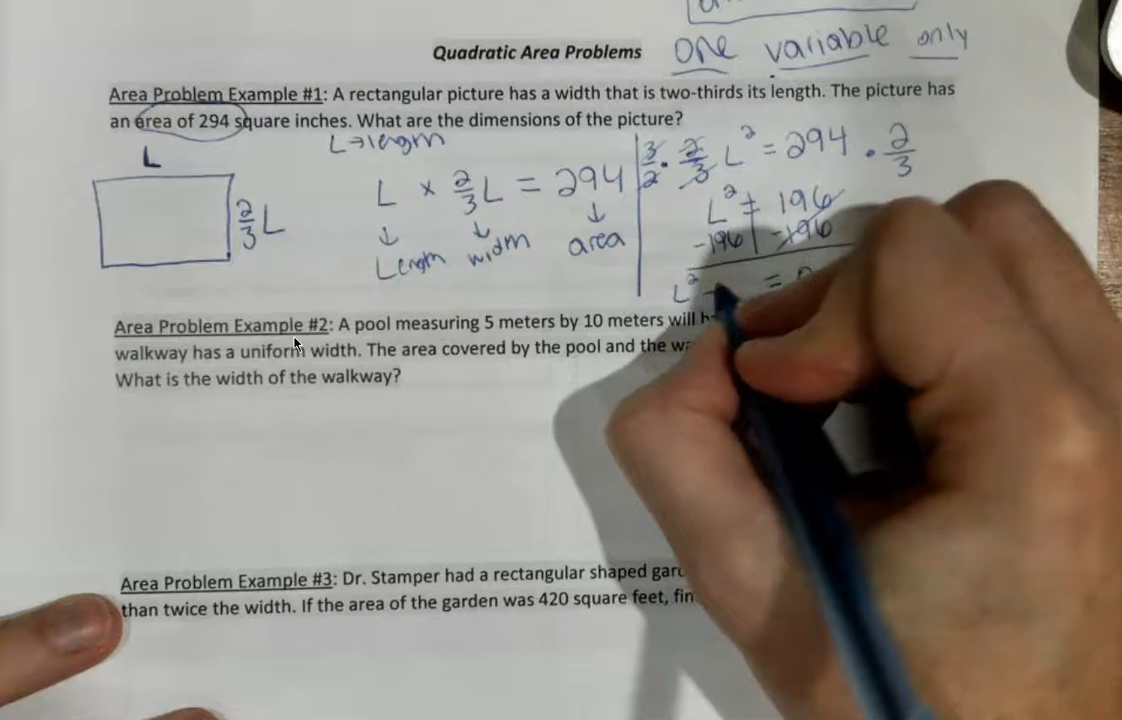 ONE variable only
Quadratic Area Problems
Area Problem Example #1: A rectangular picture has a width that is two-thirds its length. The picture has
an area of 294 square inches. What are the dimensions of the picture?
L→length
L
2/3 L
L × 2/3 L = 294
↓ ↓ ↓
Length width area
3/2 · 2/3 L² = 294 · 2/3
L² = 196
-196 -196
L² =
Area Problem Example #2: A pool measuring 5 meters by 10 meters will
walkway has a uniform width. The area covered by the pool and the
What is the width of the walkway?
Area Problem Example #3: Dr. Stamper had a rectangular shaped
than twice the width. If the area of the garden was 420 square feet,